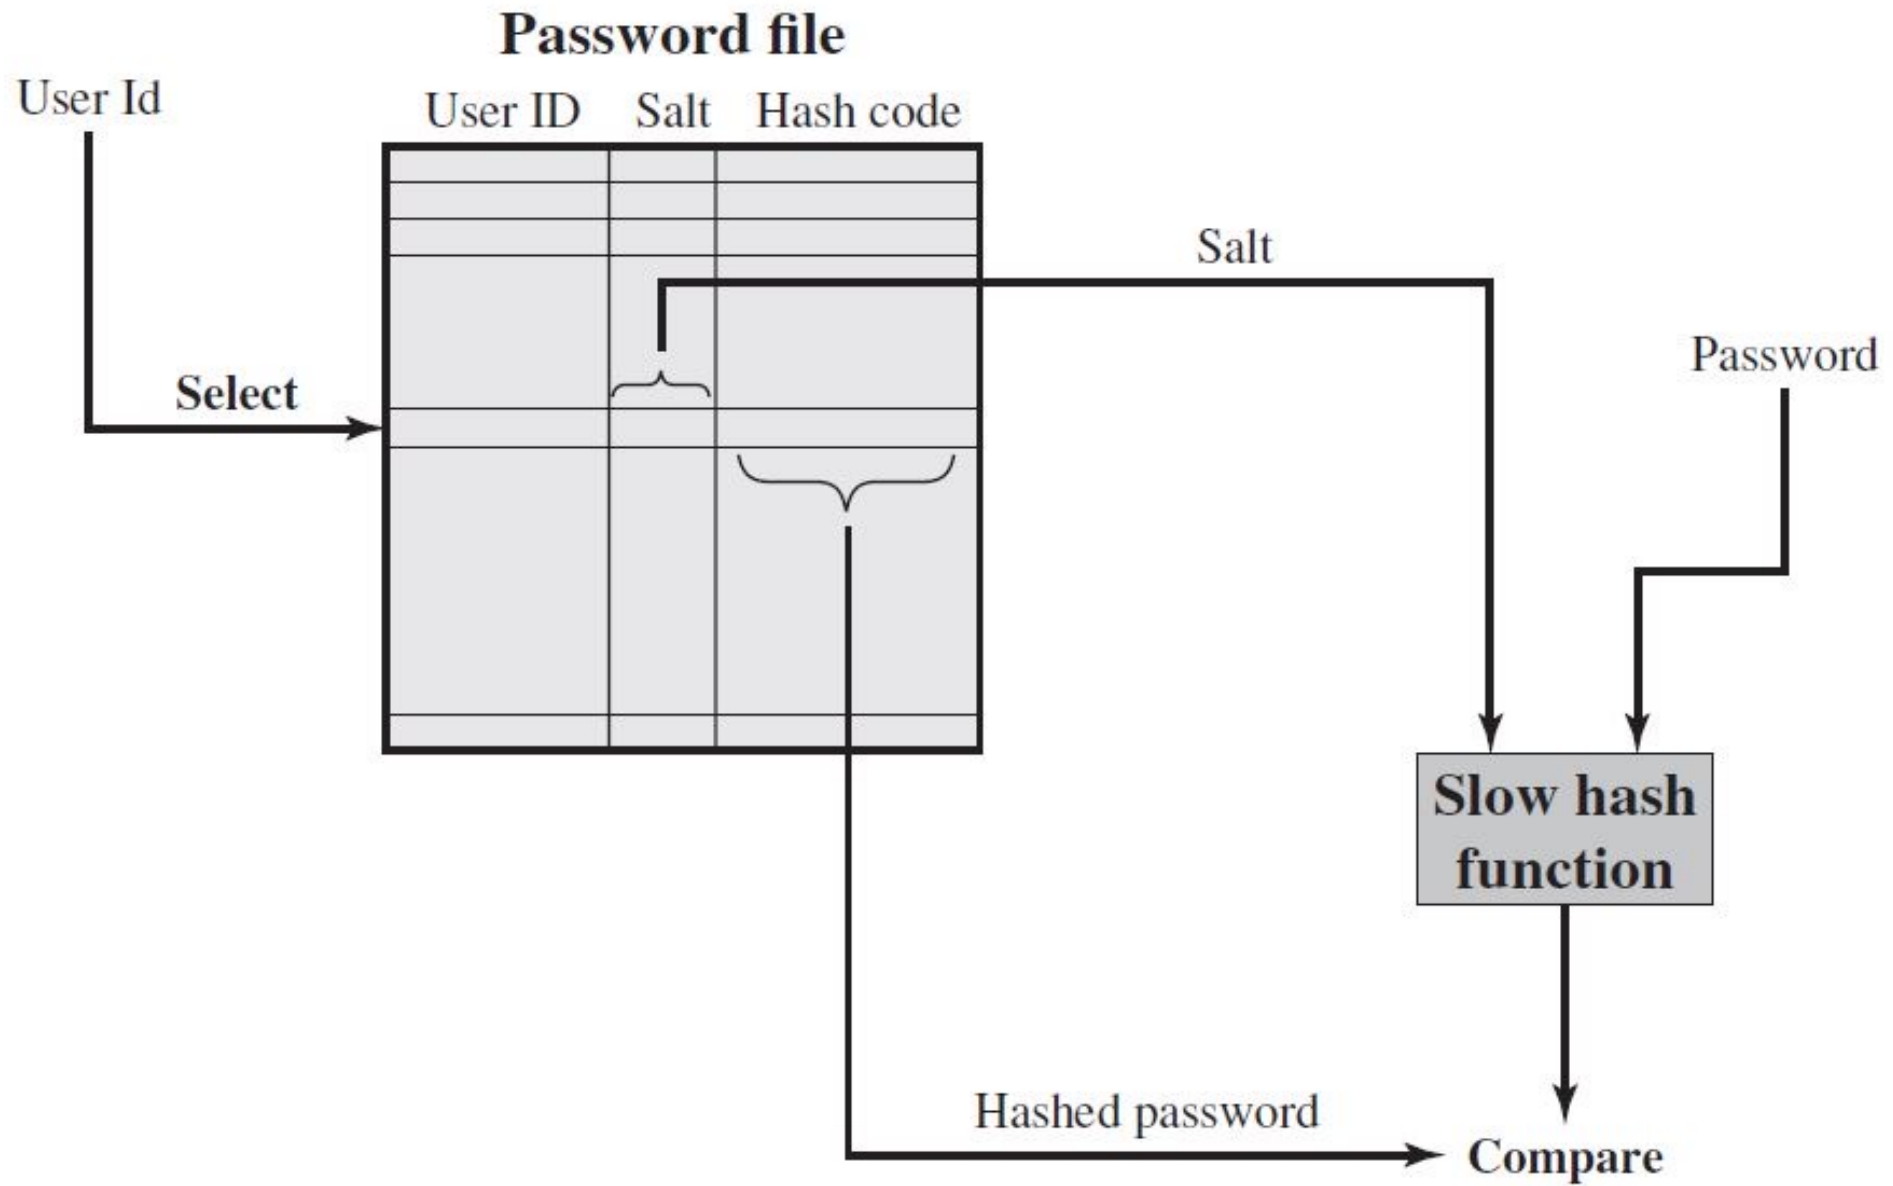 Password file
User Id
User ID Salt Hash code
Salt
Password
Select
Slow hash
function
Hashed password
Compare